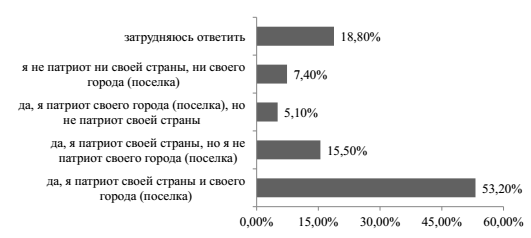 затрудняюсь ответить
18,80%
я не патриот ни своей страны, ни своего
города (поселка)
7,40%
да, я патриот своего города (поселка), но
не патриот своей страны
5,10%
да, я патриот своей страны, но я не
патриот своего города (поселка)
15,50%
да, я патриот своей страны и своего
города (поселка)
53,20%
0,00% 15,00% 30,00% 45,00% 60,00%